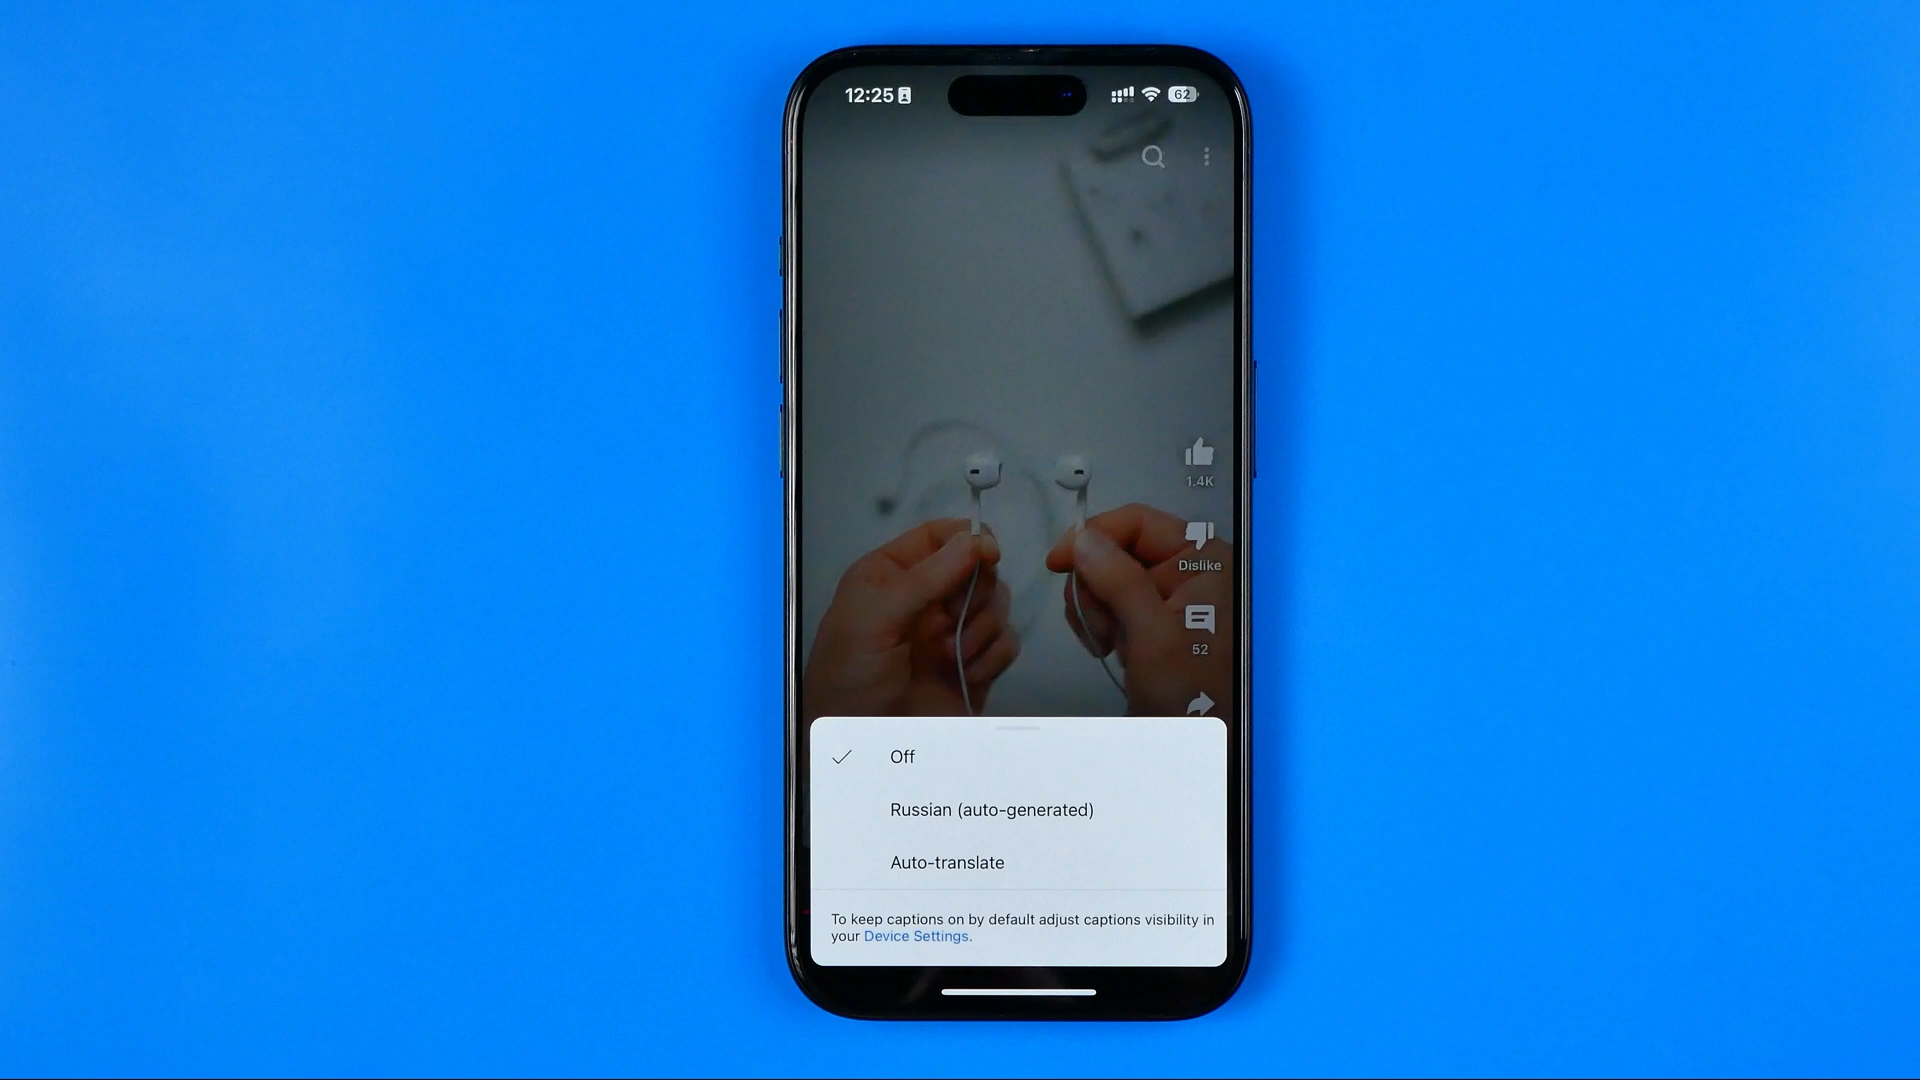 12:25
62
1.4K
Dislike
52
Off
Russian (auto-generated)
Auto-translate
To keep captions on by default adjust captions visibility in
your Device Settings.